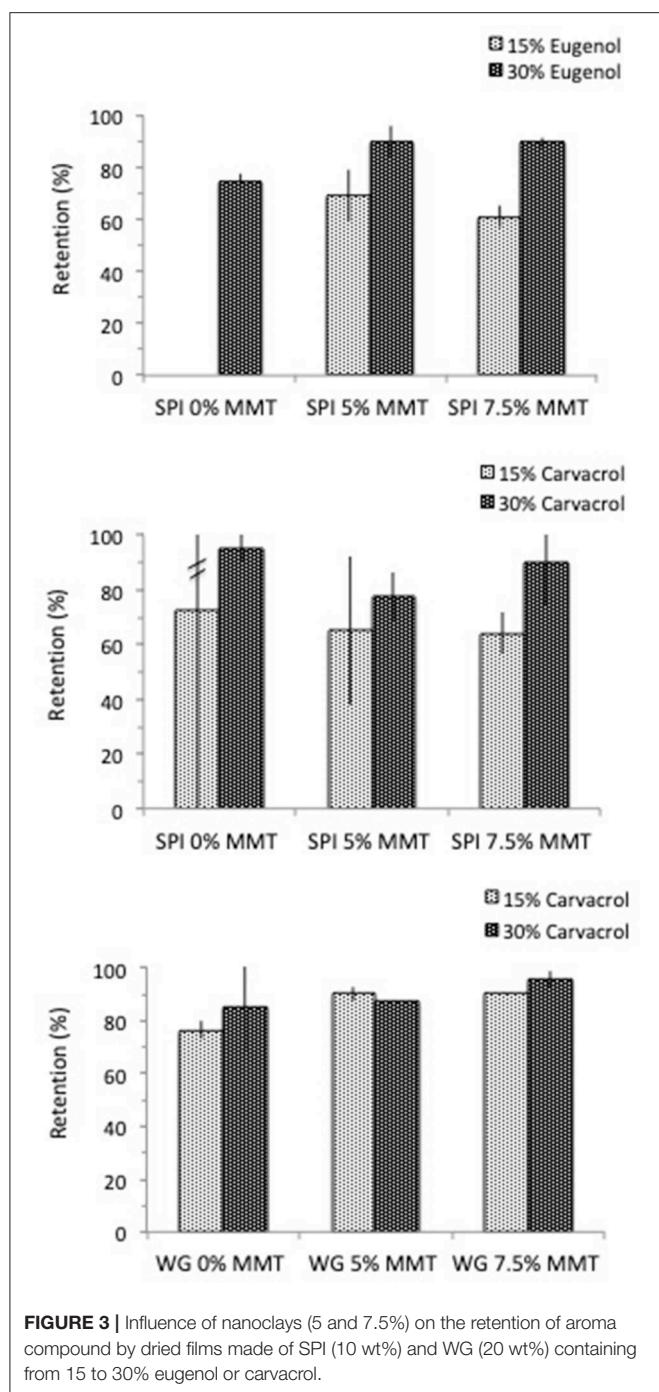 15% Eugenol
30% Eugenol
Retention (%)
100
80
60
40
20
0
SPI 0% MMT
SPI 5% MMT
SPI 7.5% MMT
15% Carvacrol
30% Carvacrol
Retention (%)
100
80
60
40
20
0
SPI 0% MMT
SPI 5% MMT
SPI 7.5% MMT
15% Carvacrol
30% Carvacrol
Retention (%)
100
80
60
40
20
0
WG 0% MMT
WG 5% MMT
WG 7.5% MMT
FIGURE 3 | Influence of nanoclays (5 and 7.5%) on the retention of aroma
compound by dried films made of SPI (10 wt%) and WG (20 wt%) containing
from 15 to 30% eugenol or carvacrol.